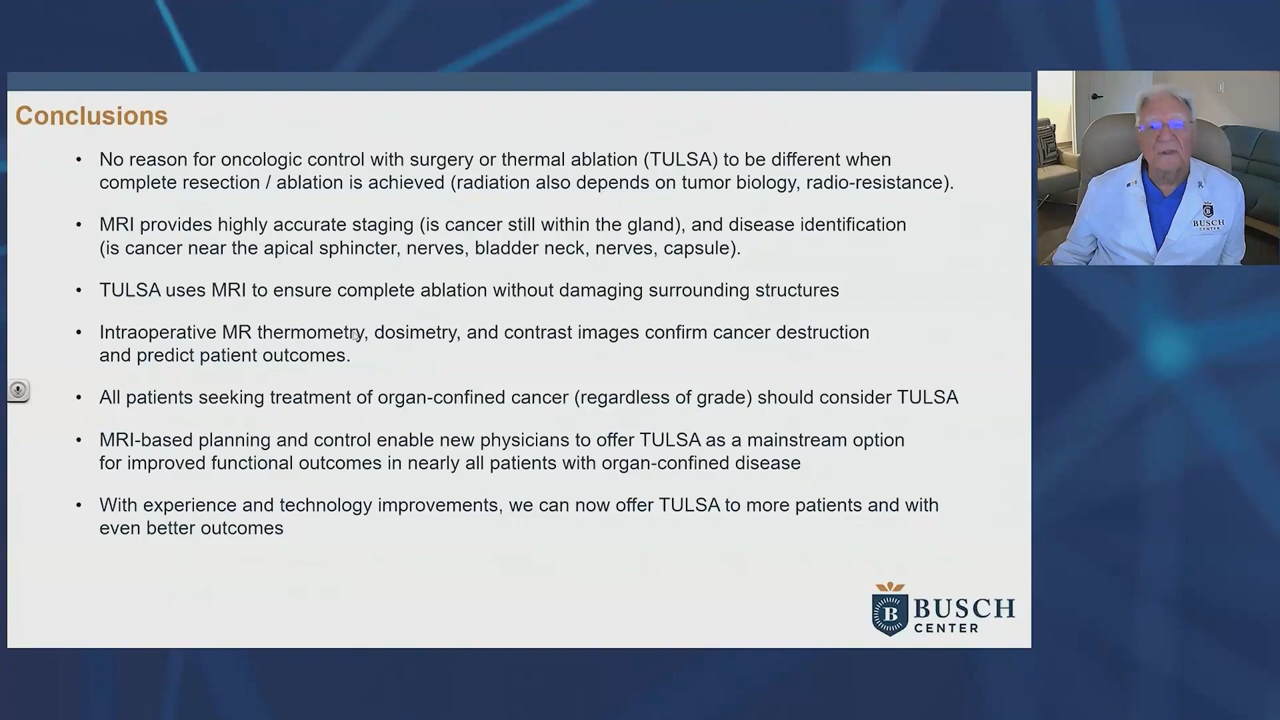 Conclusions
• No reason for oncologic control with surgery or thermal ablation (TULSA) to be different when
complete resection / ablation is achieved (radiation also depends on tumor biology, radio-resistance).
• MRI provides highly accurate staging (is cancer still within the gland), and disease identification
(is cancer near the apical sphincter, nerves, bladder neck, nerves, capsule).
• TULSA uses MRI to ensure complete ablation without damaging surrounding structures
• Intraoperative MR thermometry, dosimetry, and contrast images confirm cancer destruction
and predict patient outcomes.
• All patients seeking treatment of organ-confined cancer (regardless of grade) should consider TULSA
• MRI-based planning and control enable new physicians to offer TULSA as a mainstream option
for improved functional outcomes in nearly all patients with organ-confined disease
• With experience and technology improvements, we can now offer TULSA to more patients and with
even better outcomes
B
BUSCH
CENTER
BUSCH
CENTER